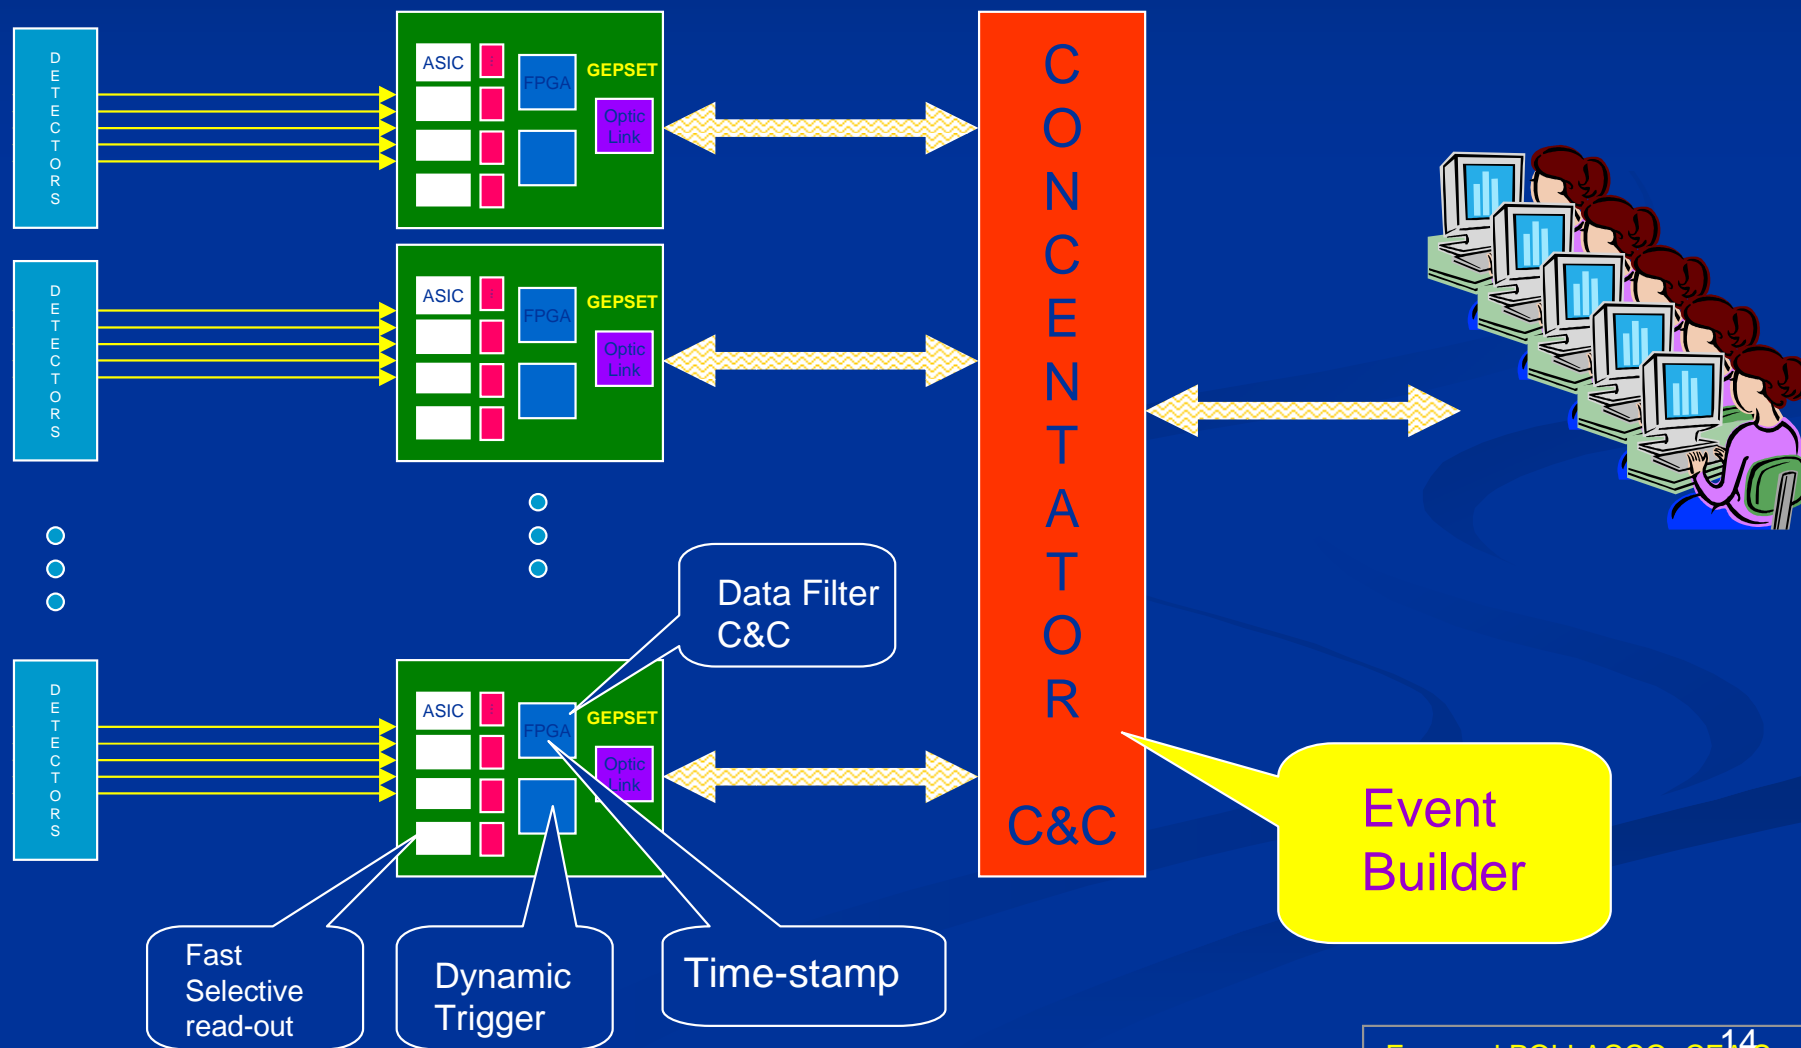 DETECTORS
ASIC
FPGA
GEPSET
Optic
Link
DETECTORS
ASIC
FPGA
GEPSET
Optic
Link
DETECTORS
ASIC
FPGA
GEPSET
Optic
Link
CONCENTRATOR
C&C
Data Filter
C&C
Event
Builder
Fast
Selective
read-out
Dynamic
Trigger
Time-stamp
14